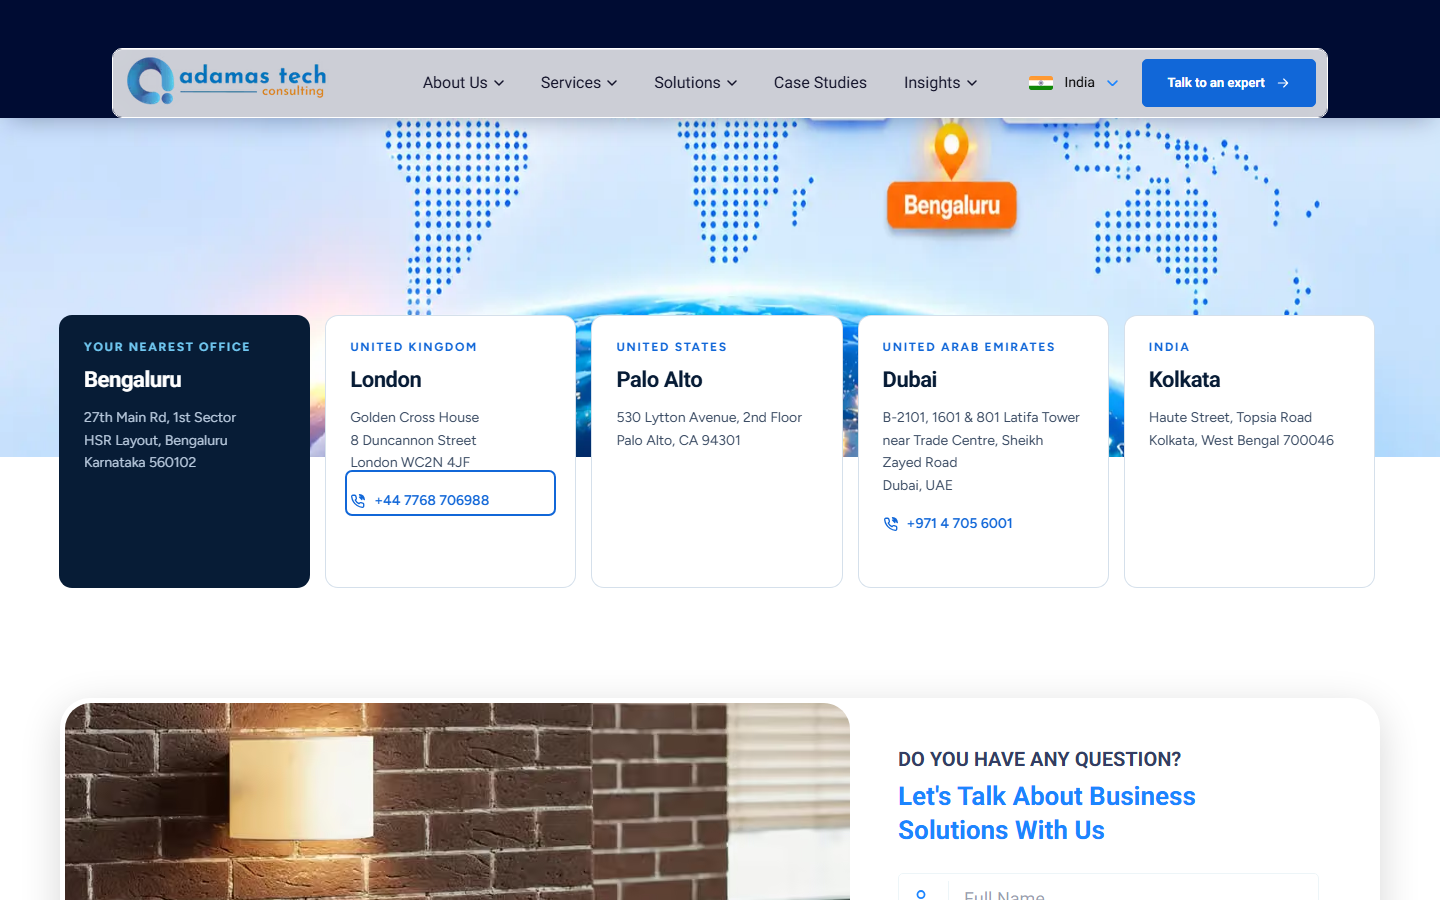 adamas tech
consulting
About Us
Services
Solutions
Case Studies
Insights
India
Talk to an expert
Bengaluru
YOUR NEAREST OFFICE
Bengaluru
27th Main Rd, 1st Sector
HSR Layout, Bengaluru
Karnataka 560102
UNITED KINGDOM
London
Golden Cross House
8 Duncannon Street
London WC2N 4JF
+44 7768 706988
UNITED STATES
Palo Alto
530 Lytton Avenue, 2nd Floor
Palo Alto, CA 94301
UNITED ARAB EMIRATES
Dubai
B-2101, 1601 & 801 Latifa Tower
near Trade Centre, Sheikh
Zayed Road
Dubai, UAE
+971 4 705 6001
INDIA
Kolkata
Haute Street, Topsia Road
Kolkata, West Bengal 700046
DO YOU HAVE ANY QUESTION?
Let's Talk About Business
Solutions With Us
Full Name